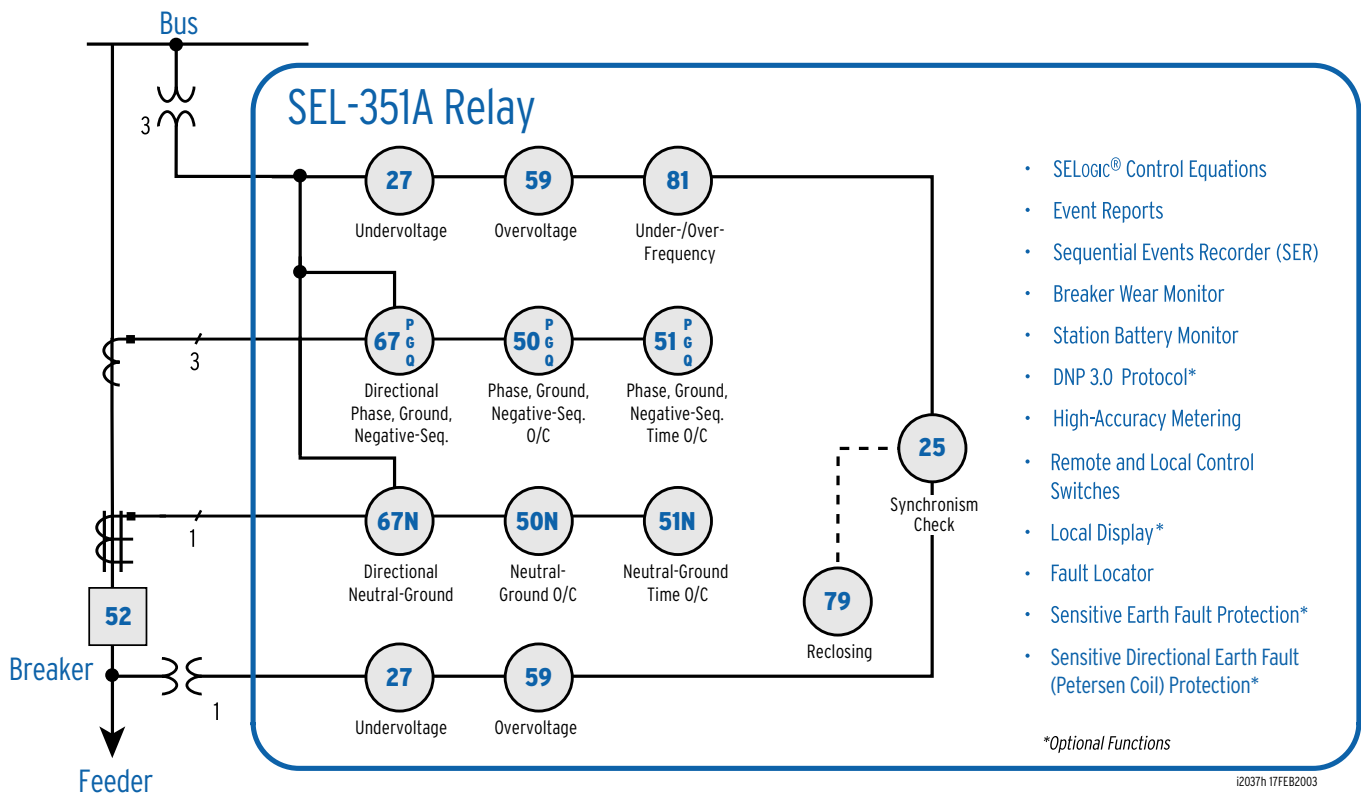 Bus
SEL-351A Relay
3
27
59
81
Undervoltage
Overvoltage
Under-/Over-
Frequency
3
67 P G Q
50 P G Q
51 P G Q
Directional
Phase, Ground,
Negative-Seq.
Phase, Ground,
Negative-Seq.
O/C
Phase, Ground,
Negative-Seq.
Time O/C
25
Synchronism
Check
1
67N
50N
51N
Directional
Neutral-Ground
Neutral-
Ground O/C
Neutral-Ground
Time O/C
79
Reclosing
52
Breaker
1
27
59
Undervoltage
Overvoltage
Feeder
• SELOGIC® Control Equations
• Event Reports
• Sequential Events Recorder (SER)
• Breaker Wear Monitor
• Station Battery Monitor
• DNP 3.0 Protocol*
• High-Accuracy Metering
• Remote and Local Control
Switches
• Local Display*
• Fault Locator
• Sensitive Earth Fault Protection*
• Sensitive Directional Earth Fault
(Petersen Coil) Protection*
*Optional Functions
i2037h 17FEB2003